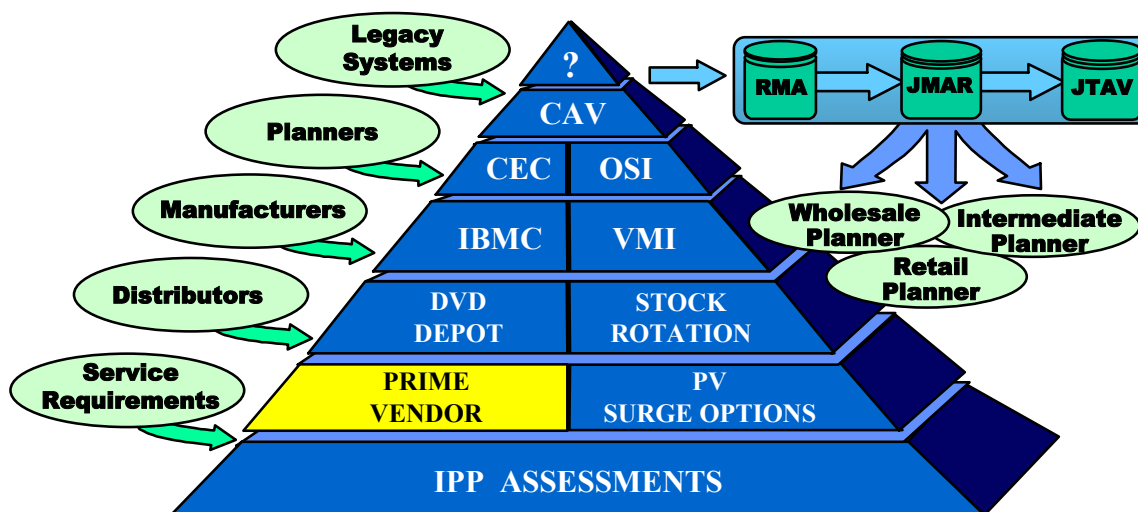 Legacy
Systems
?
RMA
JMAR
JTAV
CAV
Planners
CEC
OSI
Manufacturers
IBMC
VMI
Wholesale
Planner
Intermediate
Planner
Retail
Planner
Distributors
DVD
DEPOT
STOCK
ROTATION
Service
Requirements
PRIME
VENDOR
PV
SURGE OPTIONS
IPP ASSESSMENTS